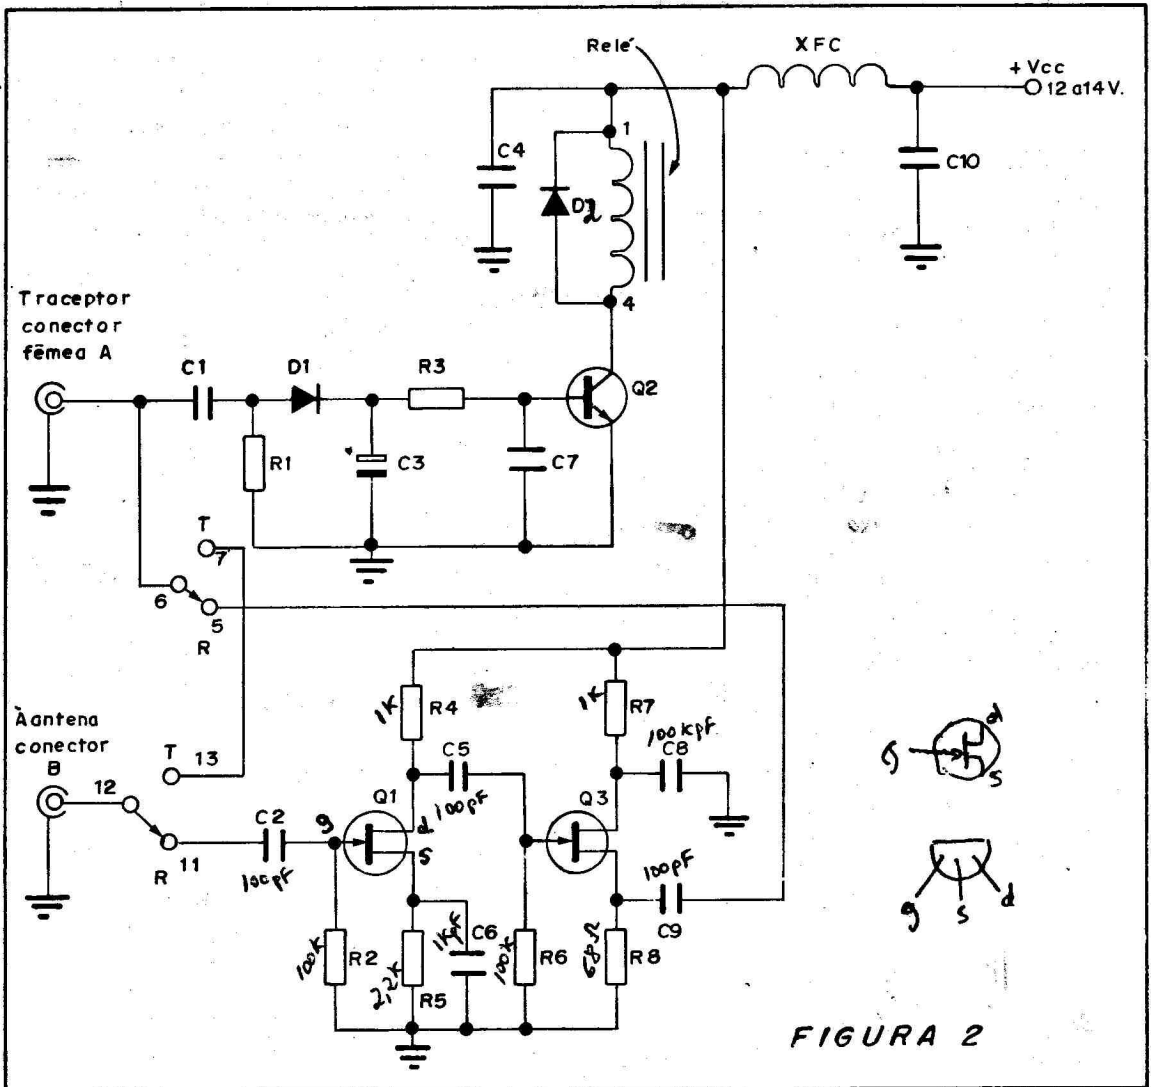 Relé
XFC
+Vcc
12 a 14V.
1
C4
D2
C10
4
Traceptor
conector
fêmea A
C1
D1
R3
Q2
R1
C3
C7
T
7
6
5
R
1K
R4
1K
R7
Àantena
conector
B
T
13
12
C5
100pF
100KpF
C8
d
g
s
Q1
Q3
C2
g
d
s
R
11
100pF
100pF
C9
g
s
d
100K
R2
2,2K
R5
C6
100K
R6
68Ω
R8
FIGURA 2